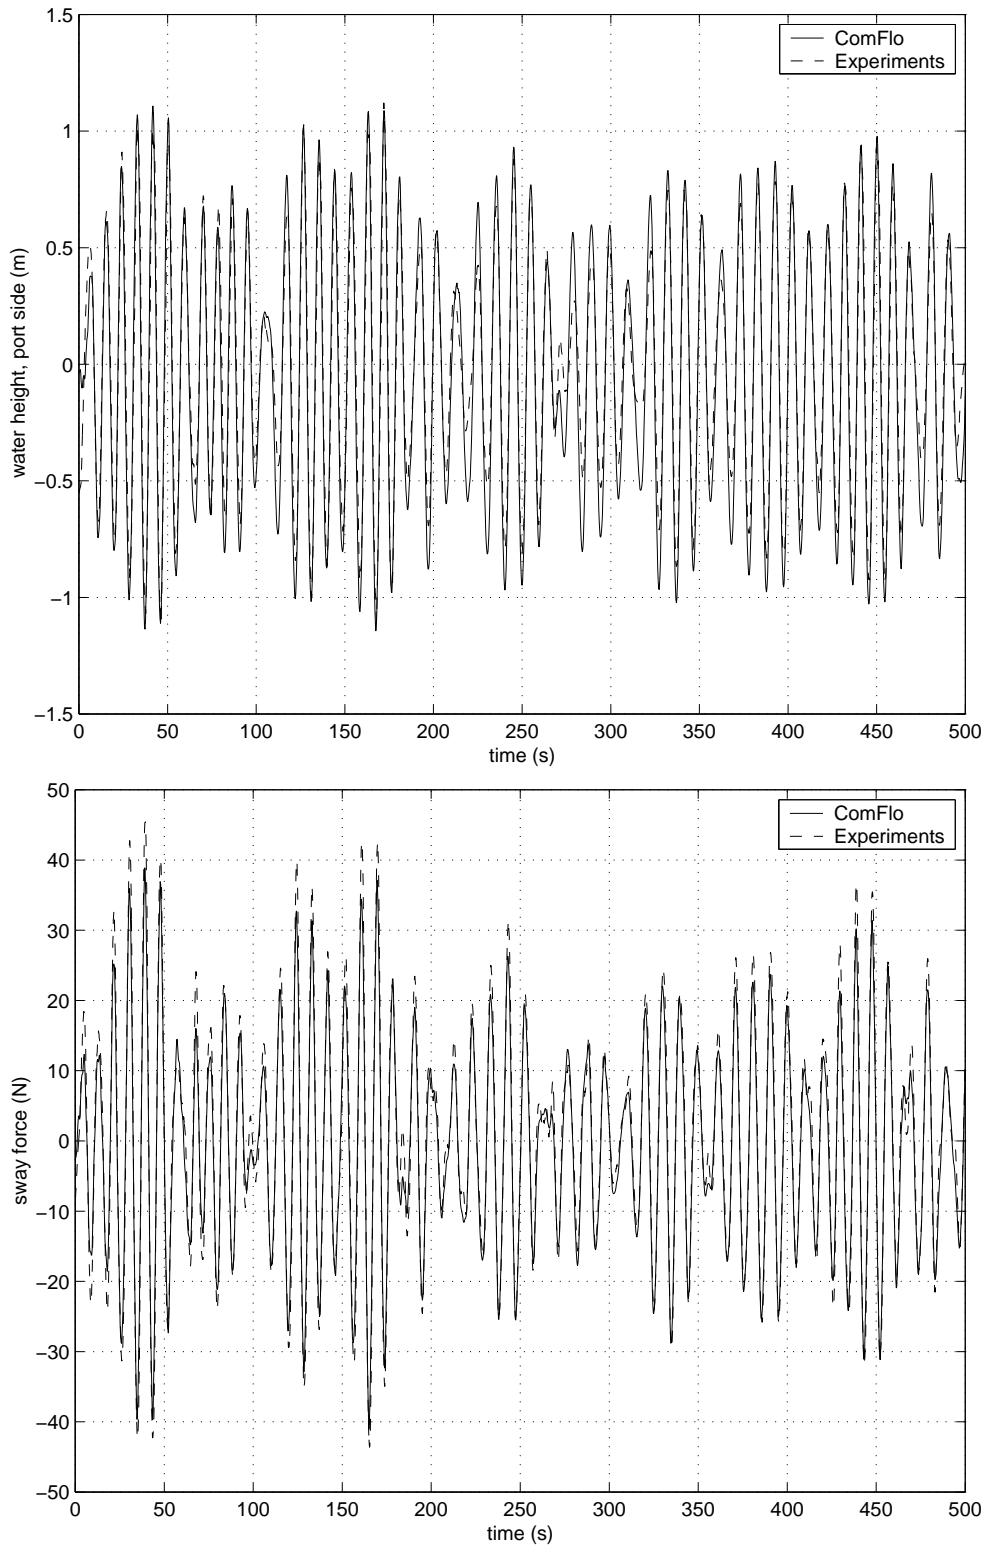 1.5
1
0.5
0
−0.5
−1
−1.5
water height, port side (m)
ComFlo
Experiments
0 50 100 150 200 250 300 350 400 450 500
time (s)
50
40
30
20
10
0
−10
−20
−30
−40
−50
sway force (N)
ComFlo
Experiments
0 50 100 150 200 250 300 350 400 450 500
time (s)